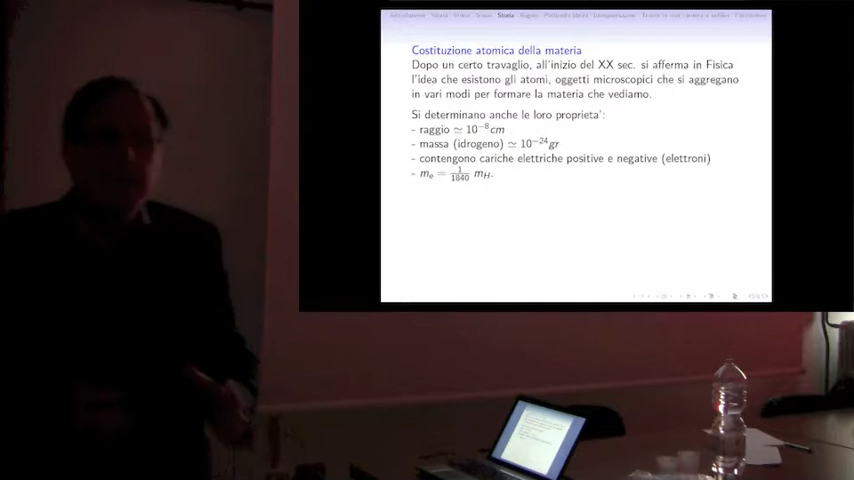 Storia
Costituzione atomica della materia
Dopo un certo travaglio, all'inizio del XX sec. si afferma in Fisica
l'idea che esistono gli atomi, oggetti microscopici che si aggregano
in vari modi per formare la materia che vediamo.
Si determinano anche le loro proprieta':
- raggio ≃ 10⁻⁸cm
- massa (idrogeno) ≃ 10⁻²⁴gr
- contengono cariche elettriche positive e negative (elettroni)
- mₑ = 1/1840 m_H.